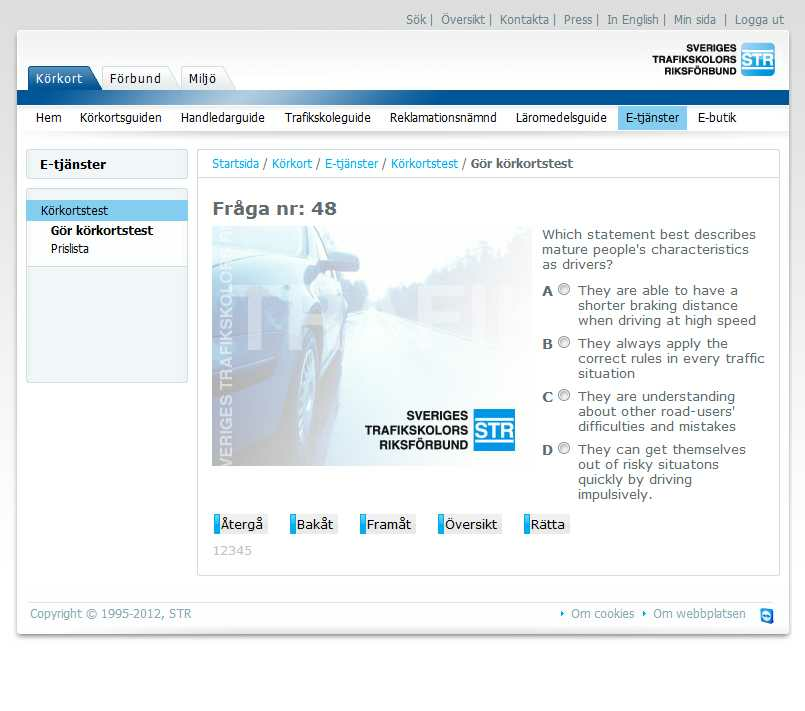 Sök | Översikt | Kontakta | Press | In English | Min sida | Logga ut
SVERIGES
TRAFIKSKOLORS
RIKSFÖRBUND
STR
Körkort Förbund Miljö
Hem Körkortsguiden Handledarguide Trafikskoleguide Reklamationsnämnd Läromedelsguide E-tjänster E-butik
E-tjänster
Körkortstest
Gör körkortstest
Prislista
Startsida / Körkort / E-tjänster / Körkortstest / Gör körkortstest
Fråga nr: 48
SVERIGES TRAFIKSKOLORS
TRAFI
SVERIGES
TRAFIKSKOLORS
RIKSFÖRBUND
STR
Which statement best describes
mature people's characteristics
as drivers?
A They are able to have a
shorter braking distance
when driving at high speed
B They always apply the
correct rules in every traffic
situation
C They are understanding
about other road-users'
difficulties and mistakes
D They can get themselves
out of risky situatons
quickly by driving
impulsively.
Återgå Bakåt Framåt Översikt Rätta
12345
Copyright © 1995-2012, STR
Om cookies Om webbplatsen